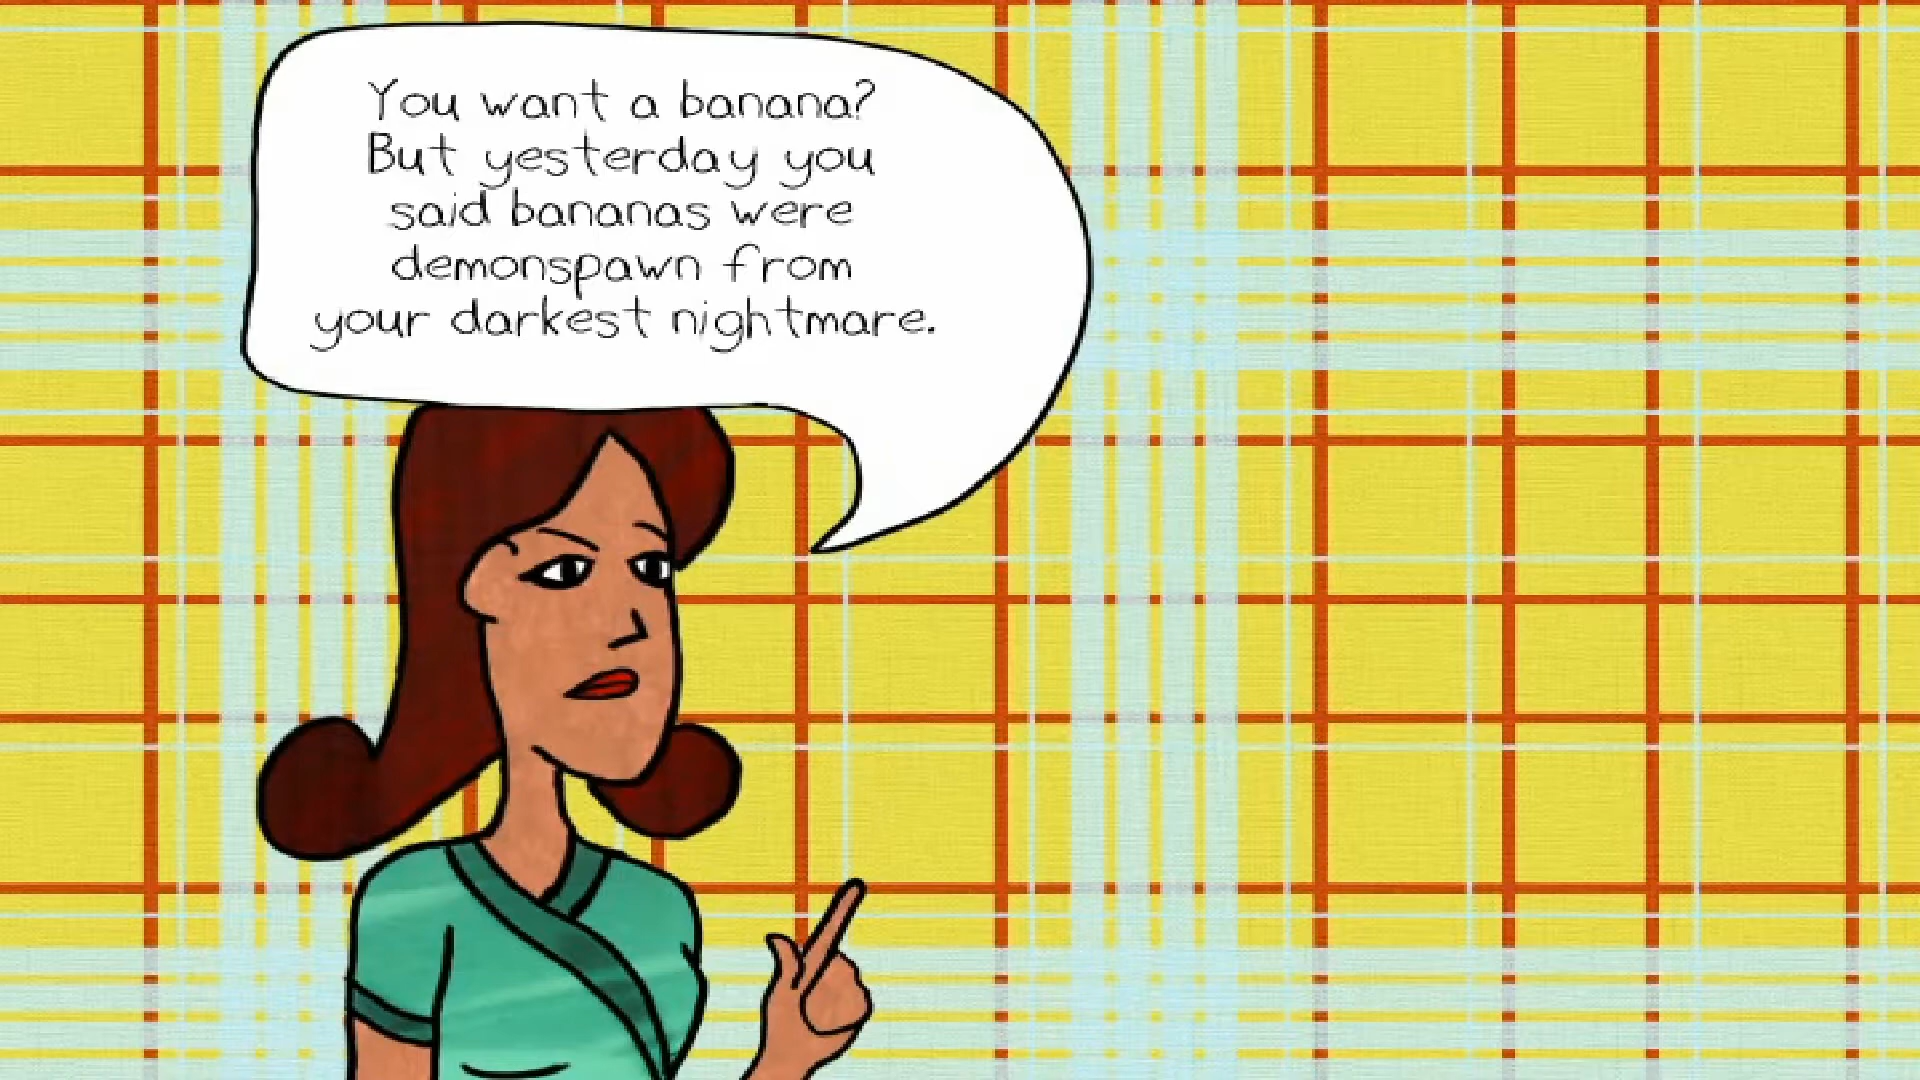 You want a banana?
But yesterday you
said bananas were
demonspawn from
your darkest nightmare.